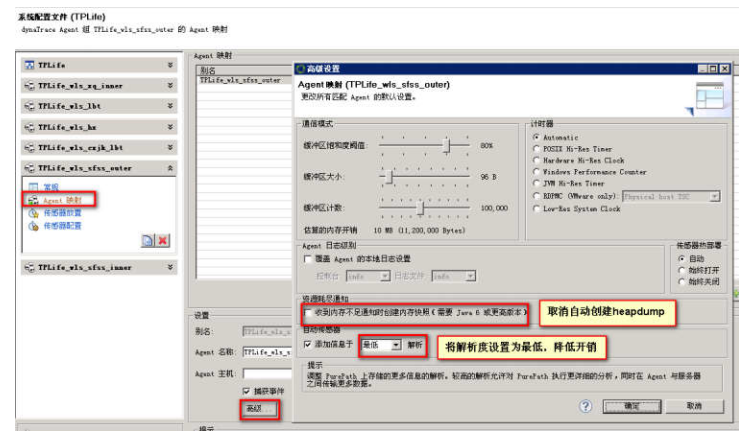 系统配置文件 (TPLife)
dynaTrace Agent 组 TPLife_wls_sfss_outer 的 Agent 映射
TPLife
TPLife_wls_xq_inner
TPLife_wls_lbt
TPLife_wls_hx
TPLife_wls_cxjk_lbt
TPLife_wls_sfss_outer
常规
Agent 映射
传感器放置
传感器配置
TPLife_wls_sfss_inner
Agent 映射
别名
TPLife_wls_sfss_outer
设置
别名: TPLife_wls_s
Agent 名称: TPLife_wls_s
Agent 主机:
捕获事件
高级...
提示
高级设置
Agent 映射 (TPLife_wls_sfss_outer)
更改所有匹配 Agent 的默认设置。
通信模式
缓冲区饱和度阈值: 80%
缓冲区大小: 96 B
缓冲区计数: 100,000
估算的内存开销 10 MB (11,200,000 Bytes)
计时器
Automatic
POSIX Hi-Res Timer
Hardware Hi-Res Clock
Windows Performance Counter
JVM Hi-Res Timer
RDPMC (VMware only): Physical host TSC
Low-Res System Clock
Agent 日志级别
覆盖 Agent 的本地日志设置
控制台: info 日志文件: info
传感器热部署
自动
始终打开
始终关闭
资源耗尽通知
收到内存不足通知时创建内存快照(需要 Java 6 或更高版本)
取消自动创建heapdump
自动传感器
添加信息于 最低 解析
将解析度设置为最低,降低开销
提示
调整 PurePath 上存储的更多信息的解析。较高的解析允许对 PurePath 执行更详细的分析,同时在 Agent 与服务器
之间传输更多数据。
确定
取消